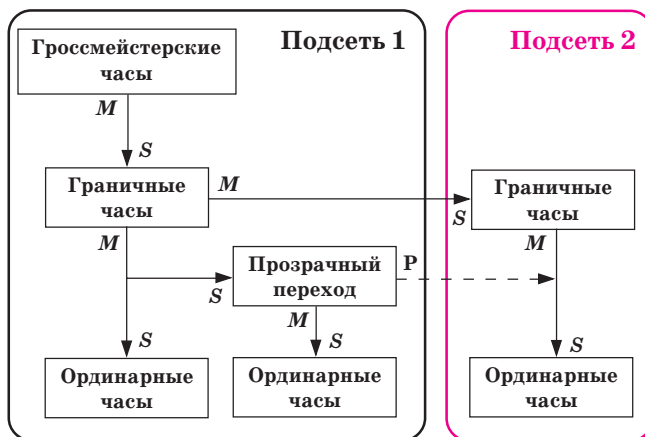 Подсеть 1
Подсеть 2
Гроссмейстерские
часы
M
S
Граничные
часы
M
S
Граничные
часы
M
M
Прозрачный
переход
P
S
M
S
S
S
Ординарные
часы
Ординарные
часы
Ординарные
часы